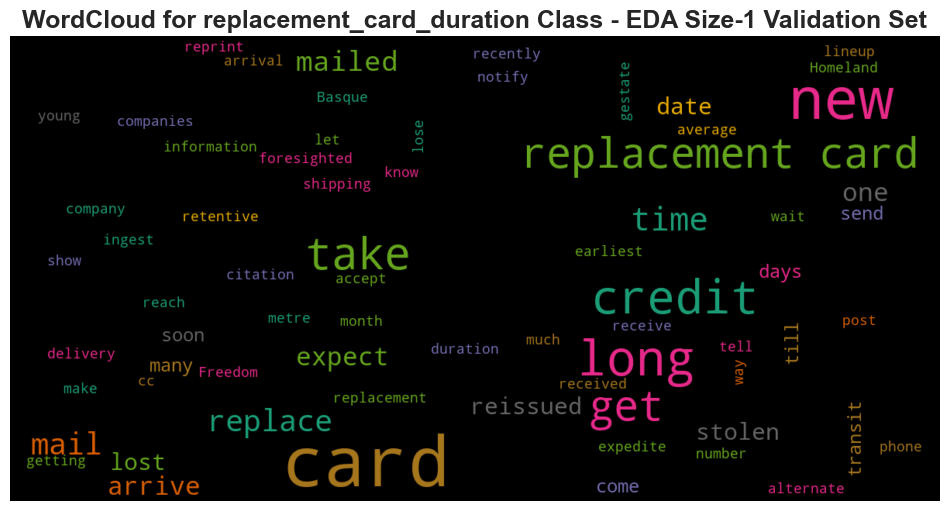 WordCloud for replacement_card_duration Class - EDA Size-1 Validation Set
reprint
arrival
mailed
recently
notify
lineup
Homeland
gestate
date
new
young
companies
Basque
information
let
lose
foresighted
know
shipping
average
replacement card
one
send
company
retentive
time
wait
ingest
show
take
earliest
citation
accept
days
reach
credit
metre
month
soon
receive
post
delivery
many
expect
duration
much
long
tell
till
Freedom
cc
make
way
received
replacement
replace
reissued
get
mail
stolen
transit
getting
lost
card
expedite
number
phone
arrive
come
alternate